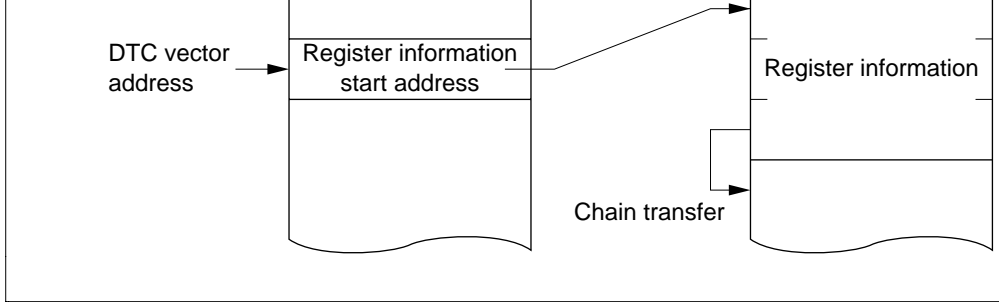 DTC vector
address
Register information
start address
Register information
Chain transfer